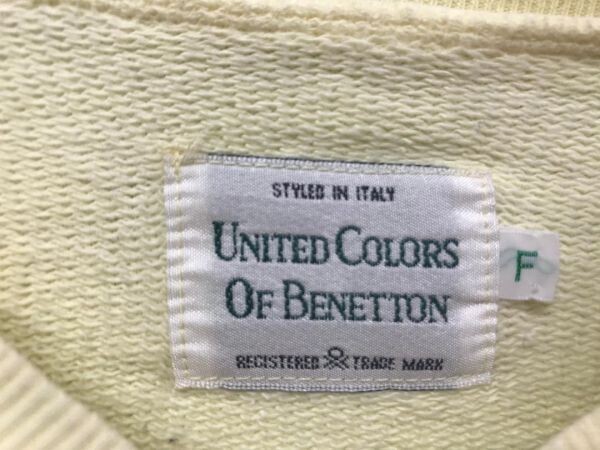 STYLED IN ITALY
UNITED COLORS
OF BENETTON
F
REGISTERED TRADE MARK